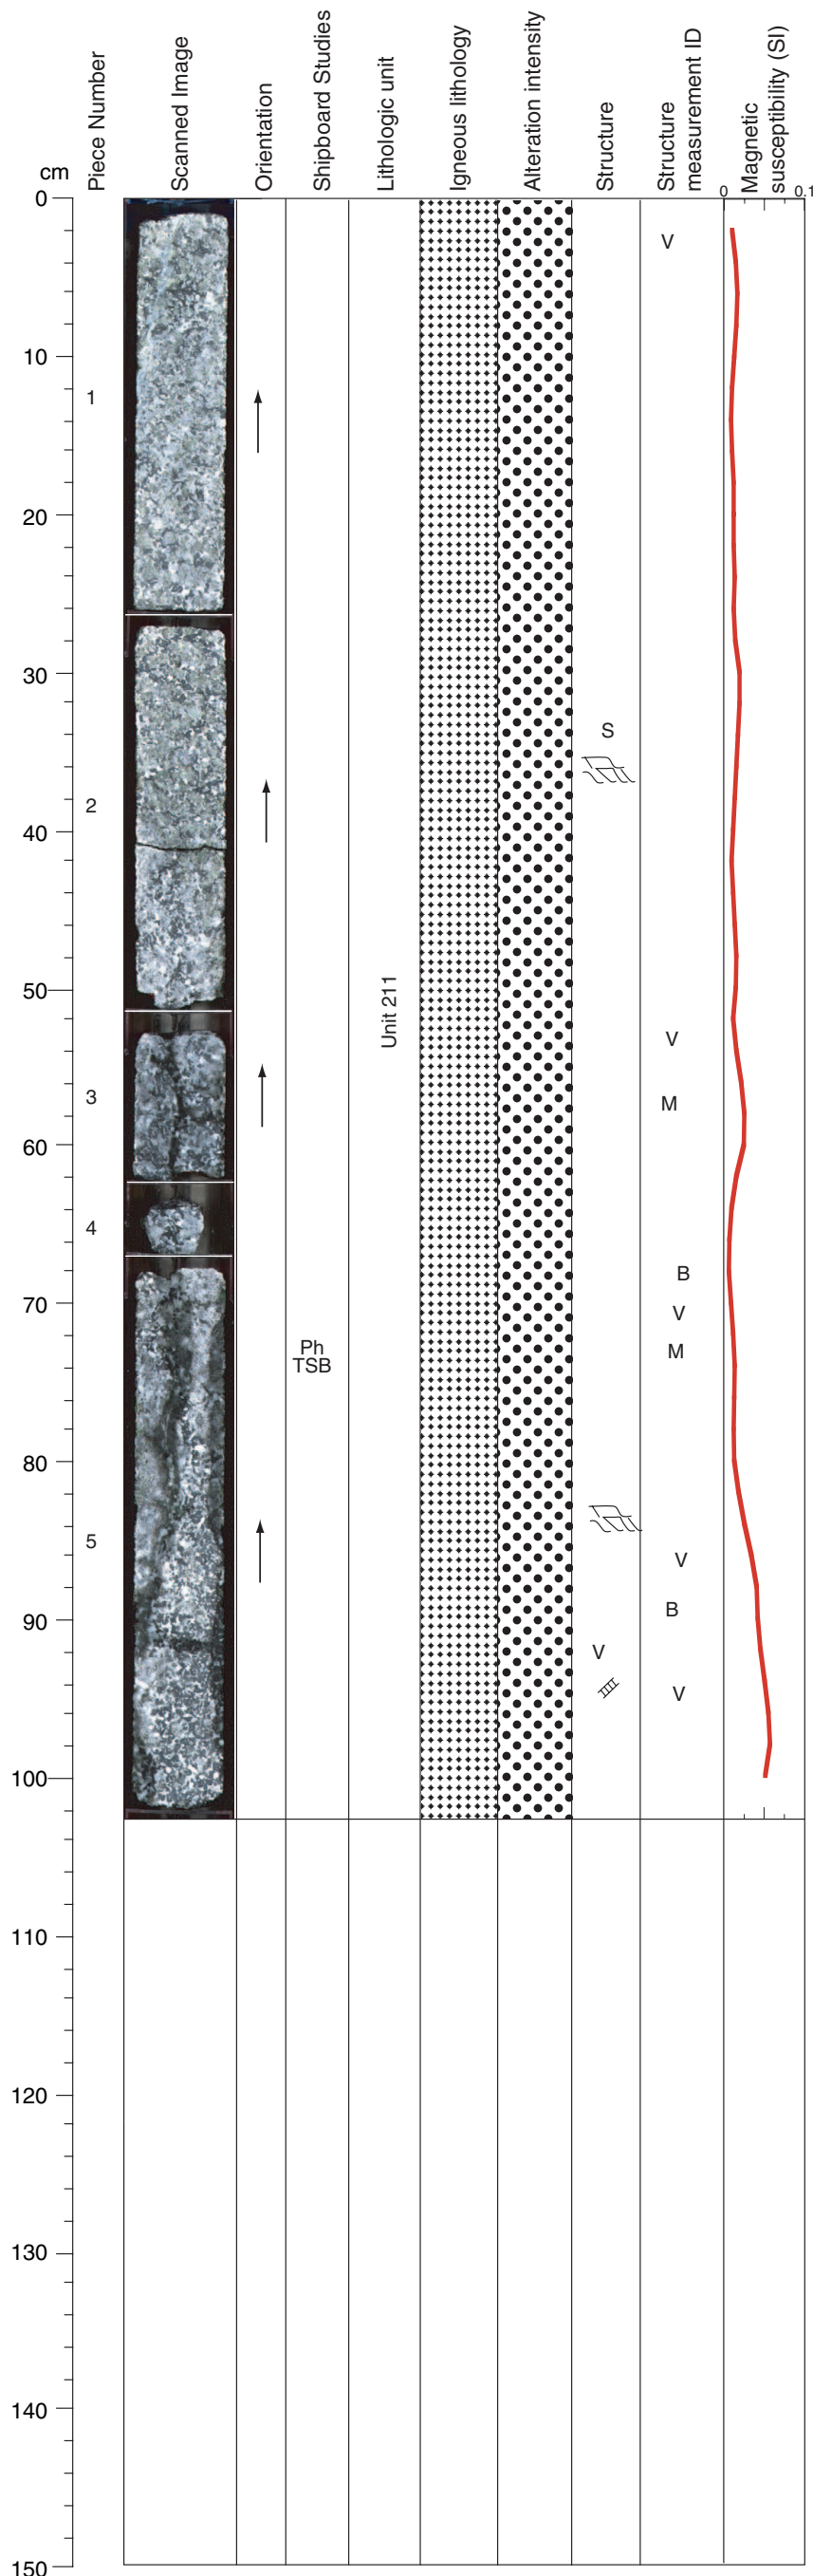 cm
Piece Number
Scanned Image
Orientation
Shipboard Studies
Lithologic unit
Igneous lithology
Alteration intensity
Structure
Structure
measurement ID
Magnetic
susceptibility (SI)
0 0.1
0
V
10
1
20
30
S
2
40
50
Unit 211
V
3
M
60
4
B
70
V
Ph
M
TSB
80
5
V
90
B
V
V
100
110
120
130
140
150